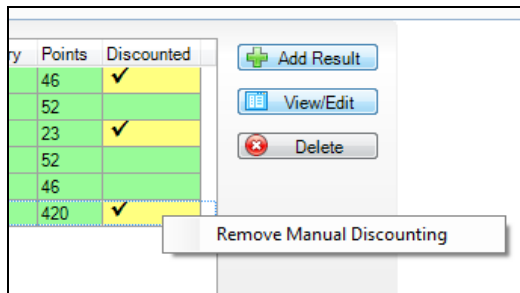 ry Points Discounted
46 ✓
52
23 ✓
52
46
420 ✓
Add Result
View/Edit
Delete
Remove Manual Discounting